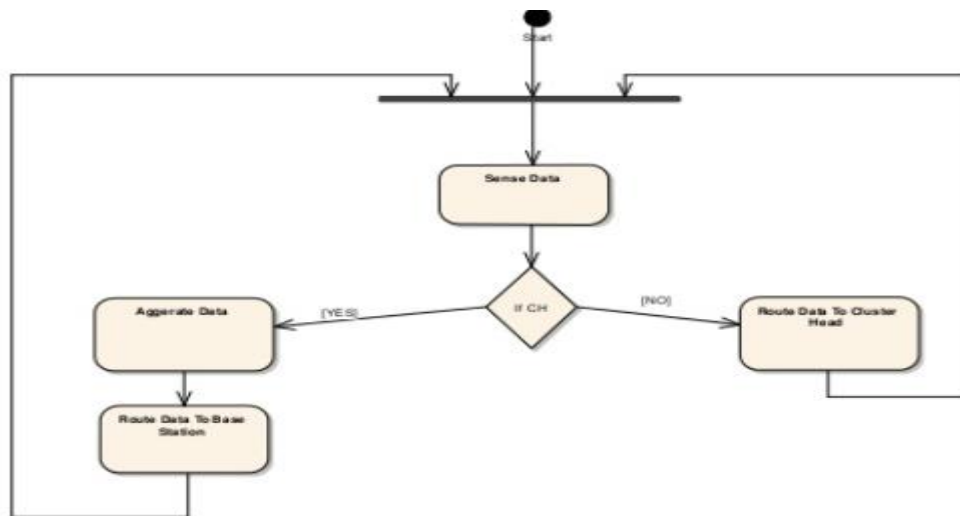 Start
Sense Data
If CH
[YES]
[NO]
Aggerate Data
Route Data To Cluster
Head
Route Data To Base
Station